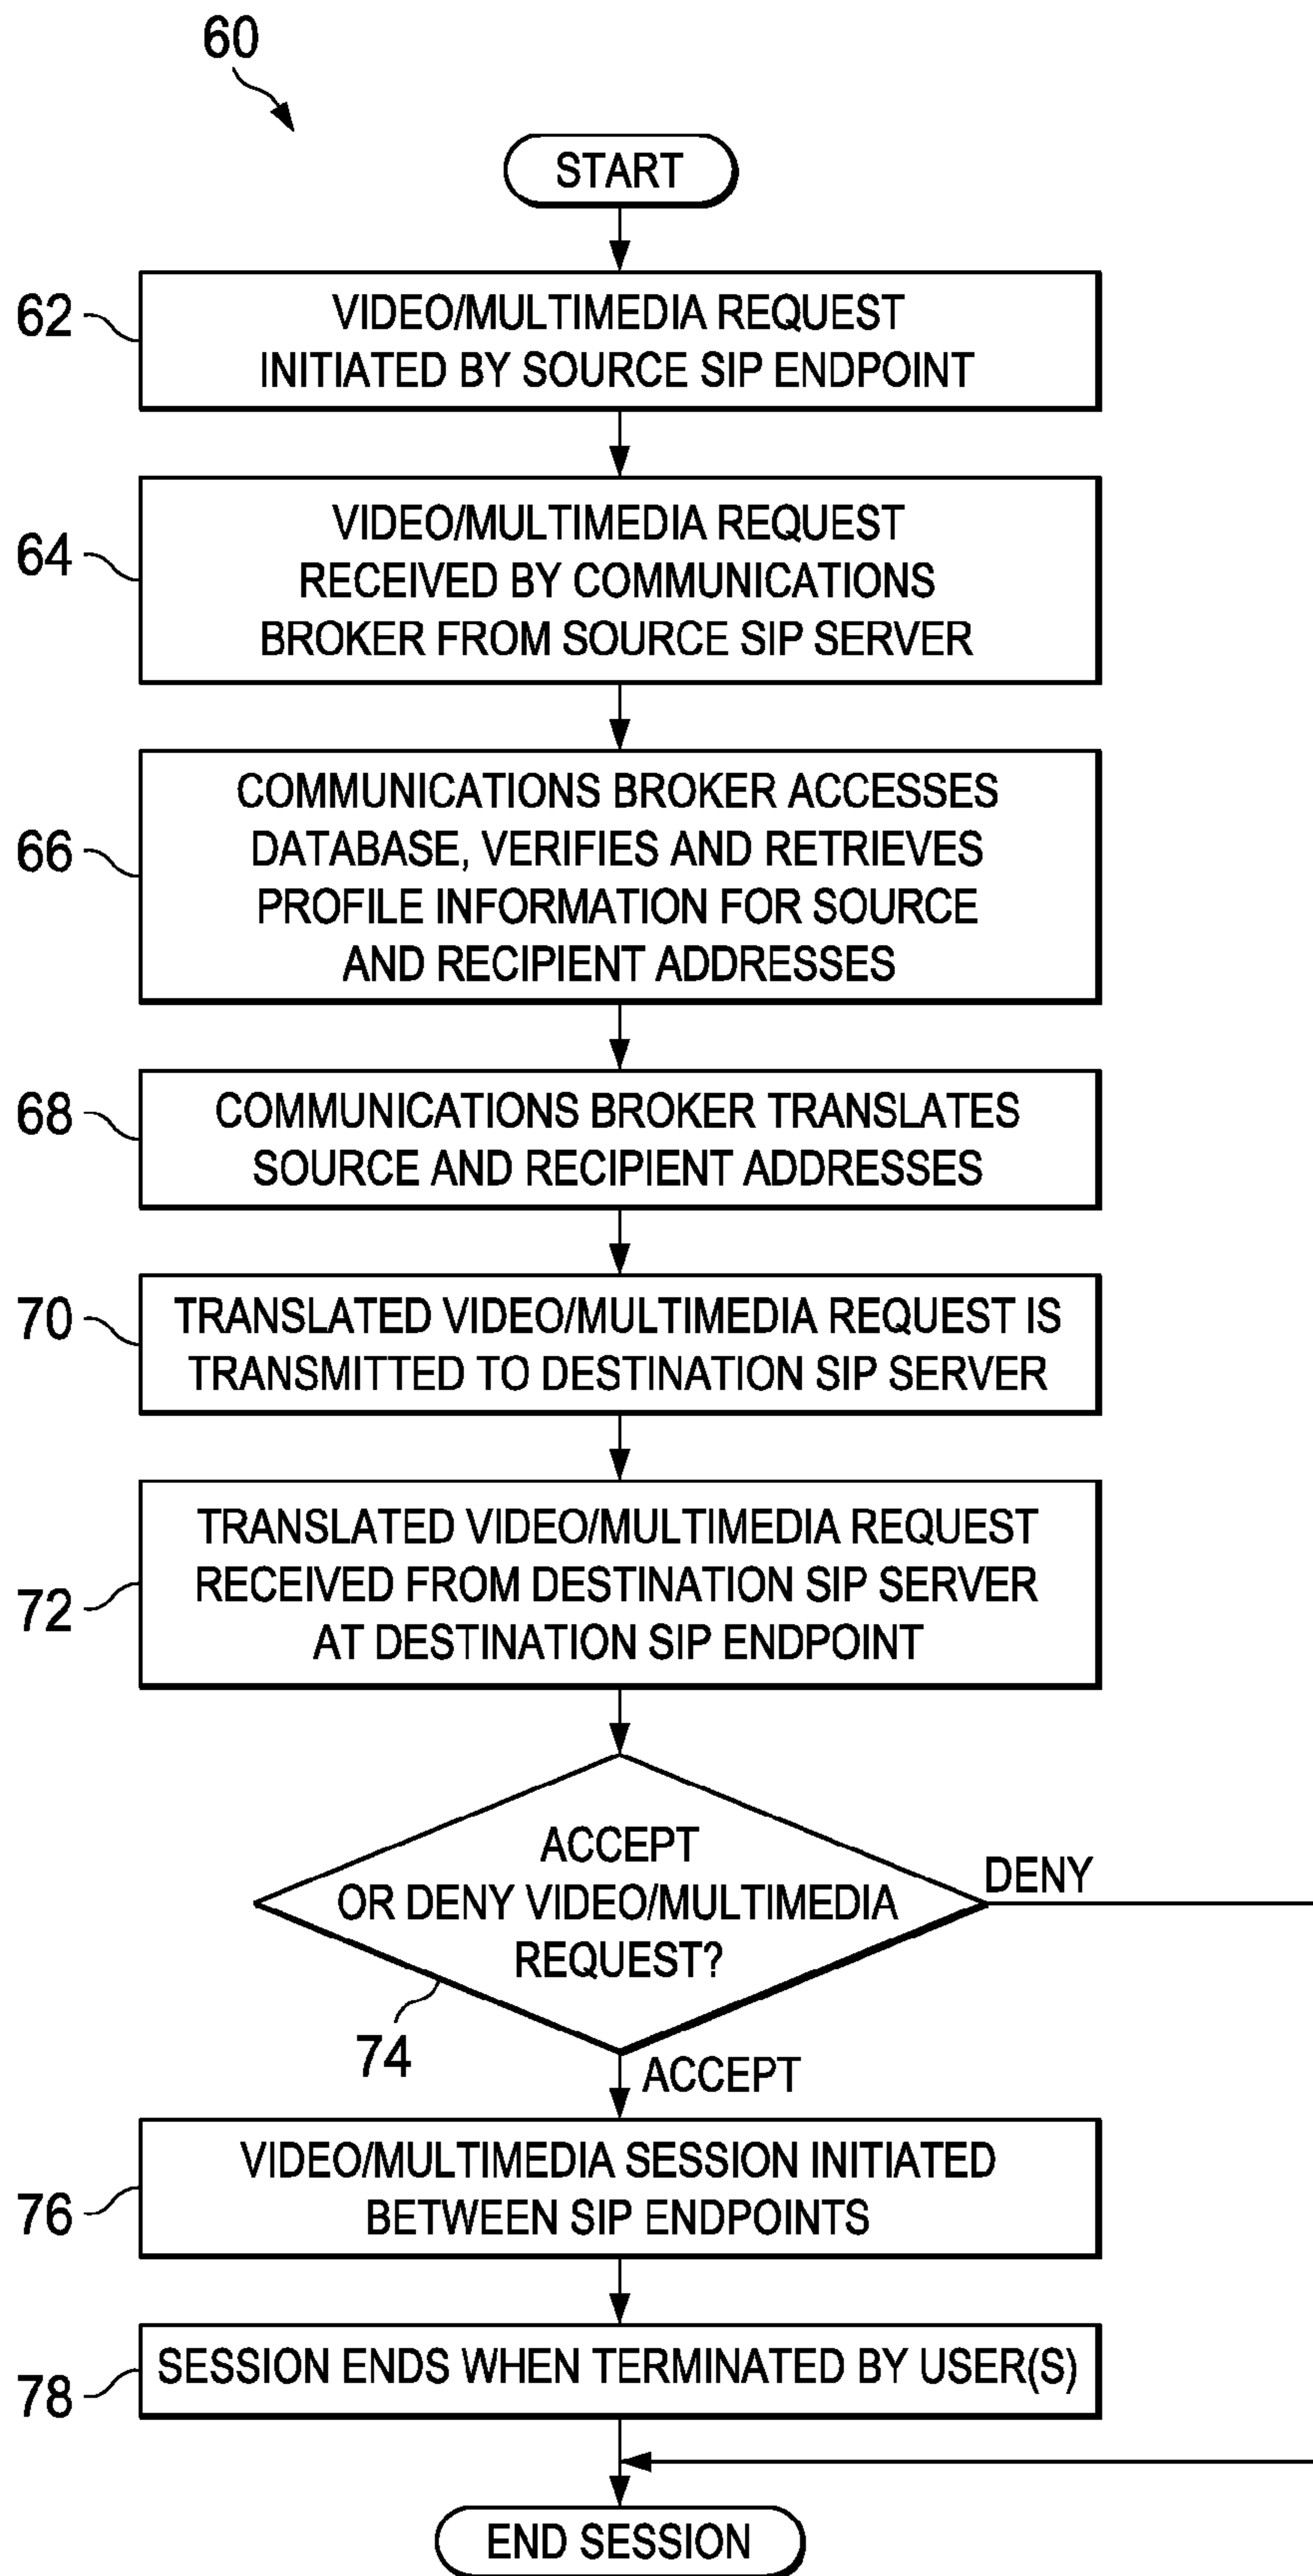 60
START
62
VIDEO/MULTIMEDIA REQUEST
INITIATED BY SOURCE SIP ENDPOINT
64
VIDEO/MULTIMEDIA REQUEST
RECEIVED BY COMMUNICATIONS
BROKER FROM SOURCE SIP SERVER
66
COMMUNICATIONS BROKER ACCESSES
DATABASE, VERIFIES AND RETRIEVES
PROFILE INFORMATION FOR SOURCE
AND RECIPIENT ADDRESSES
68
COMMUNICATIONS BROKER TRANSLATES
SOURCE AND RECIPIENT ADDRESSES
70
TRANSLATED VIDEO/MULTIMEDIA REQUEST IS
TRANSMITTED TO DESTINATION SIP SERVER
72
TRANSLATED VIDEO/MULTIMEDIA REQUEST
RECEIVED FROM DESTINATION SIP SERVER
AT DESTINATION SIP ENDPOINT
ACCEPT
OR DENY VIDEO/MULTIMEDIA
REQUEST?
DENY
74
ACCEPT
76
VIDEO/MULTIMEDIA SESSION INITIATED
BETWEEN SIP ENDPOINTS
78
SESSION ENDS WHEN TERMINATED BY USER(S)
END SESSION